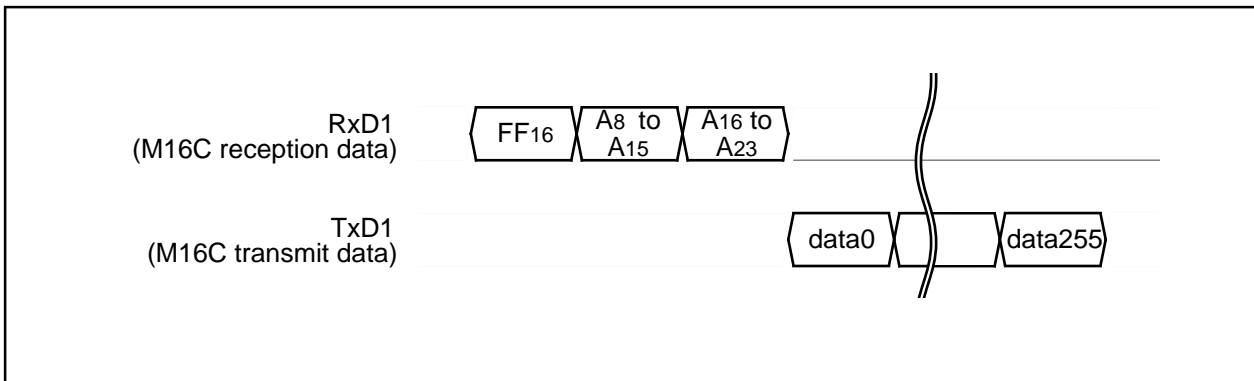 RxD1
(M16C reception data)
FF16
A8 to
A15
A16 to
A23
TxD1
(M16C transmit data)
data0
data255